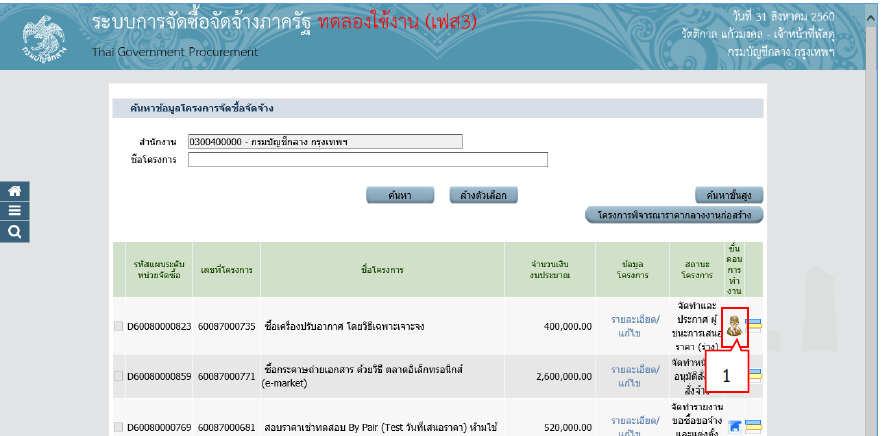 ระบบการจัดซื้อจัดจ้างภาครัฐ ทดลองใช้งาน (เฟส3)
Thai Government Procurement
วันที่ 31 สิงหาคม 2560
รัตติกาล แก้วมงคล - เจ้าหน้าที่พัสดุ
กรมบัญชีกลาง กรุงเทพฯ
ค้นหาข้อมูลโครงการจัดซื้อจัดจ้าง
สำนักงาน 0300400000 - กรมบัญชีกลาง กรุงเทพฯ
ชื่อโครงการ
ค้นหา ล้างตัวเลือก ค้นหาขั้นสูง
โครงการพิจารณาราคากลางงานก่อสร้าง
รหัสแผนระดับ
หน่วยจัดซื้อ
เลขที่โครงการ
ชื่อโครงการ
จำนวนเงิน
งบประมาณ
ข้อมูล
โครงการ
สถานะ
โครงการ
ขั้น
ตอน
การ
ทำ
งาน
D60080000823 60087000735 ซื้อเครื่องปรับอากาศ โดยวิธีเฉพาะเจาะจง 400,000.00
รายละเอียด/
แก้ไข
จัดทำและ
ประกาศ ผู้
ชนะการเสนอ
ราคา (ร่าง)
D60080000859 60087000771 ซื้อกระดาษถ่ายเอกสาร ด้วยวิธี ตลาดอิเล็กทรอนิกส์
(e-market)
2,600,000.00
รายละเอียด/
แก้ไข
1
D60080000769 60087000681 สอบราคาเช่าทดสอบ By Pair (Test วันที่เสนอราคา) ห้ามใช้
520,000.00
รายละเอียด/
แก้ไข
จัดทำรายงาน
ขอซื้อขอจ้าง
และแต่งตั้ง